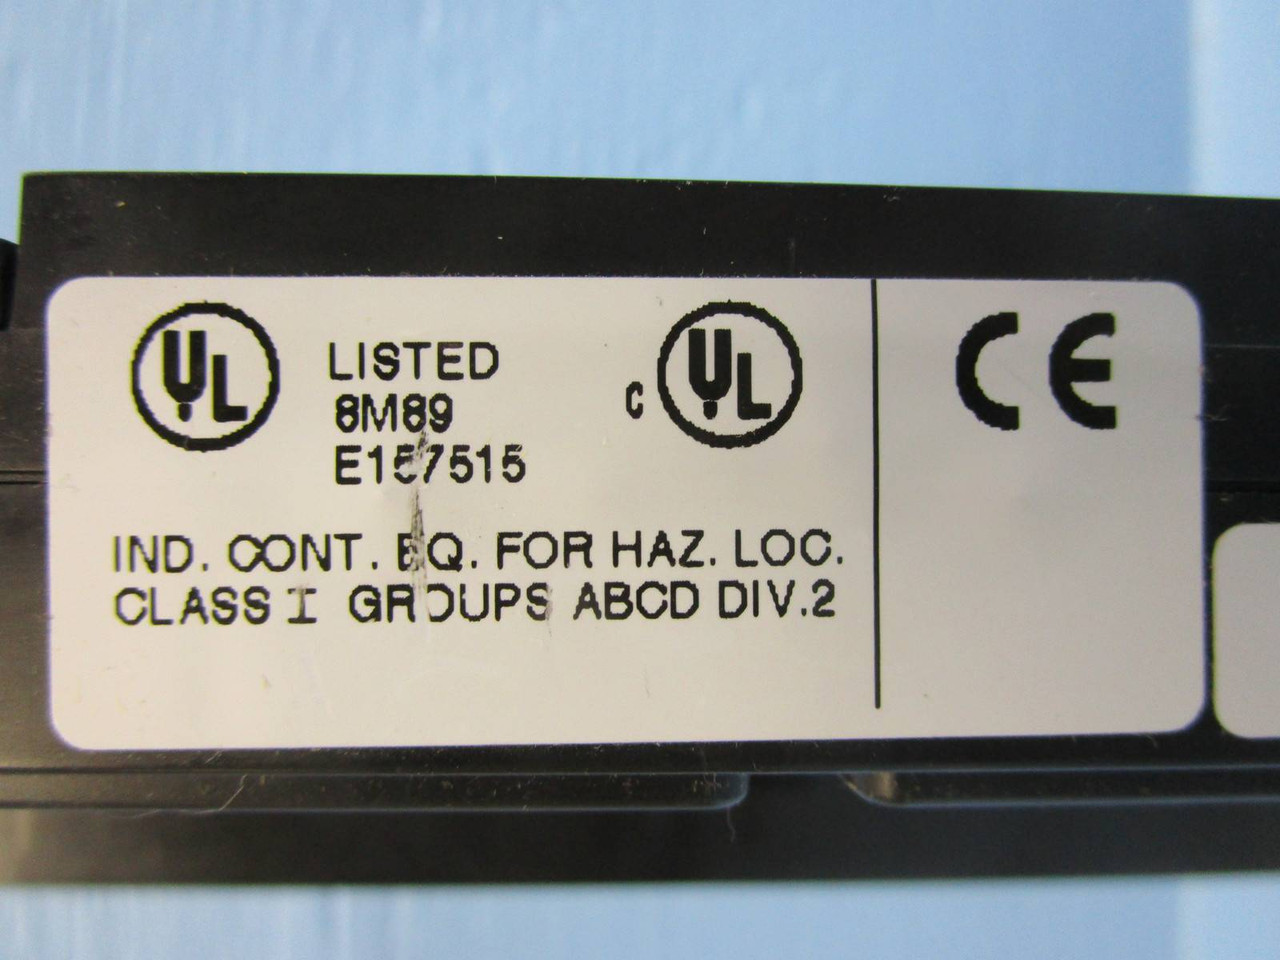 UL LISTED c UL CE
8M89
E157515
IND. CONT. EQ. FOR HAZ. LOC.
CLASS I GROUPS ABCD DIV.2